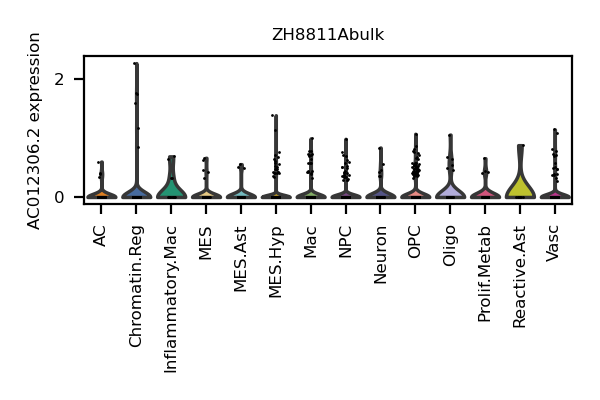 ZH8811Abulk
AC012306.2 expression
2
0
AC
Chromatin.Reg
Inflammatory.Mac
MES
MES.Ast
MES.Hyp
Mac
NPC
Neuron
OPC
Oligo
Prolif.Metab
Reactive.Ast
Vasc